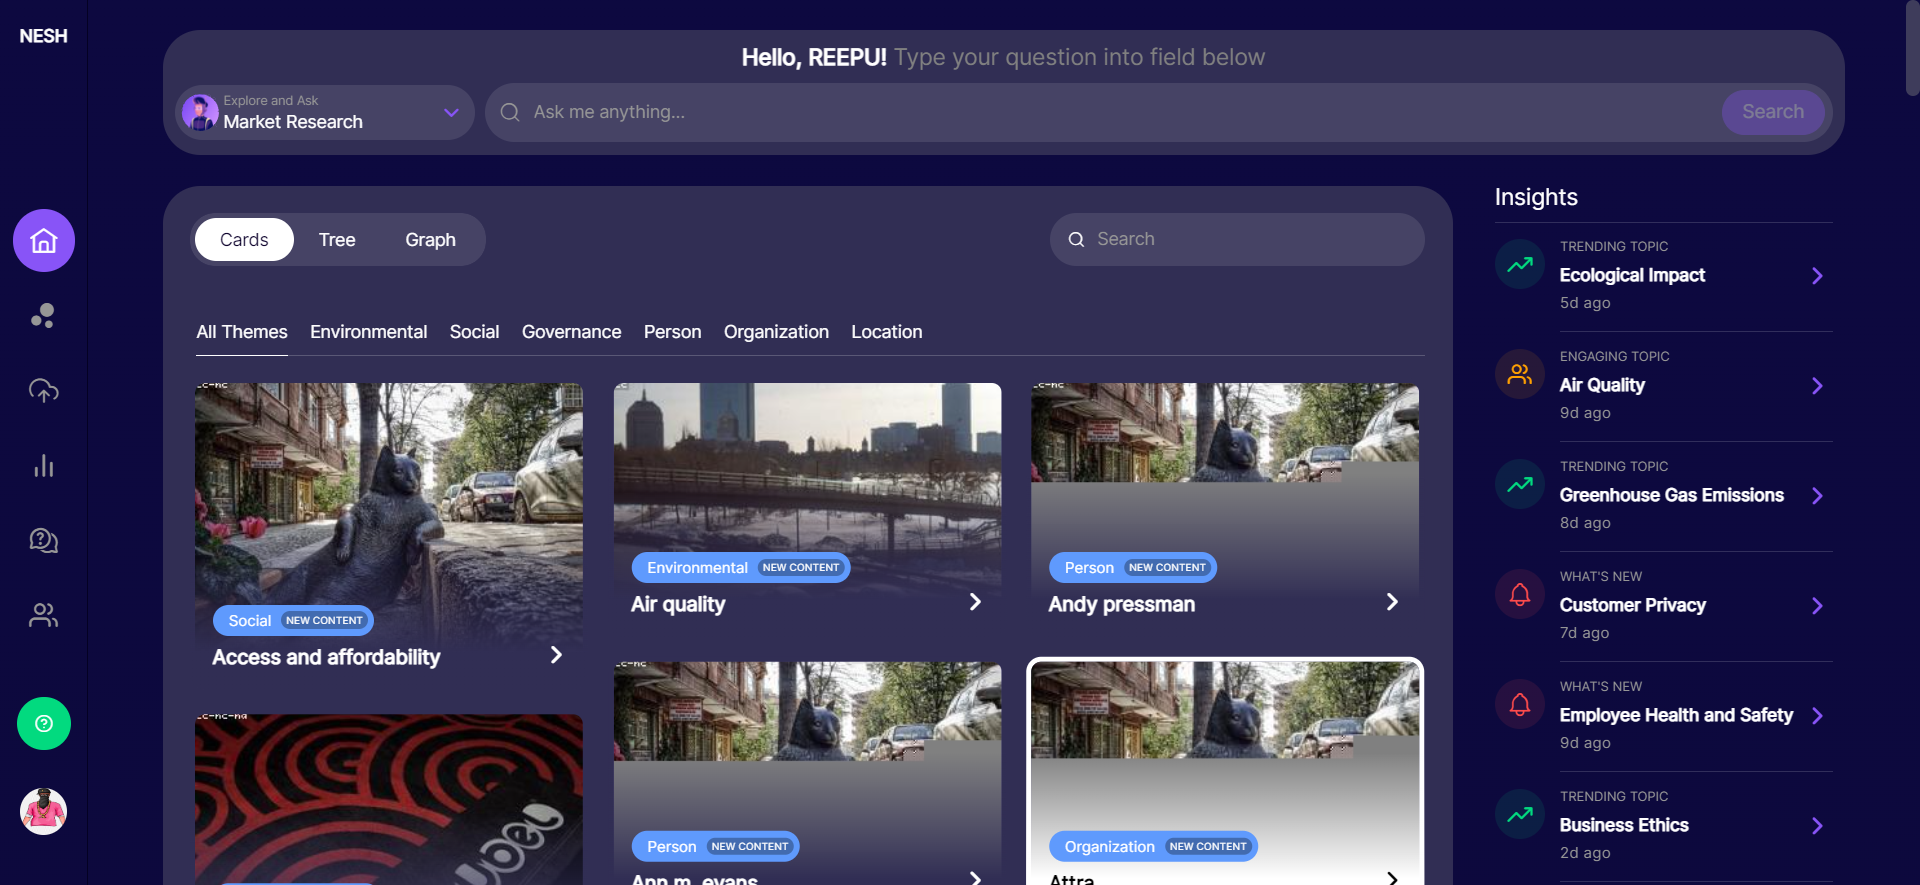 NESH
Hello, REEPU! Type your question into field below
Explore and Ask
Market Research
Ask me anything...
Search
Cards
Tree
Graph
Search
All Themes
Environmental
Social
Governance
Person
Organization
Location
Social NEW CONTENT
Access and affordability
Environmental NEW CONTENT
Air quality
Person NEW CONTENT
Andy pressman
Person NEW CONTENT
Ann m. evans
Organization NEW CONTENT
Attra
Insights
TRENDING TOPIC
Ecological Impact
5d ago
ENGAGING TOPIC
Air Quality
9d ago
TRENDING TOPIC
Greenhouse Gas Emissions
8d ago
WHAT'S NEW
Customer Privacy
7d ago
WHAT'S NEW
Employee Health and Safety
9d ago
TRENDING TOPIC
Business Ethics
2d ago